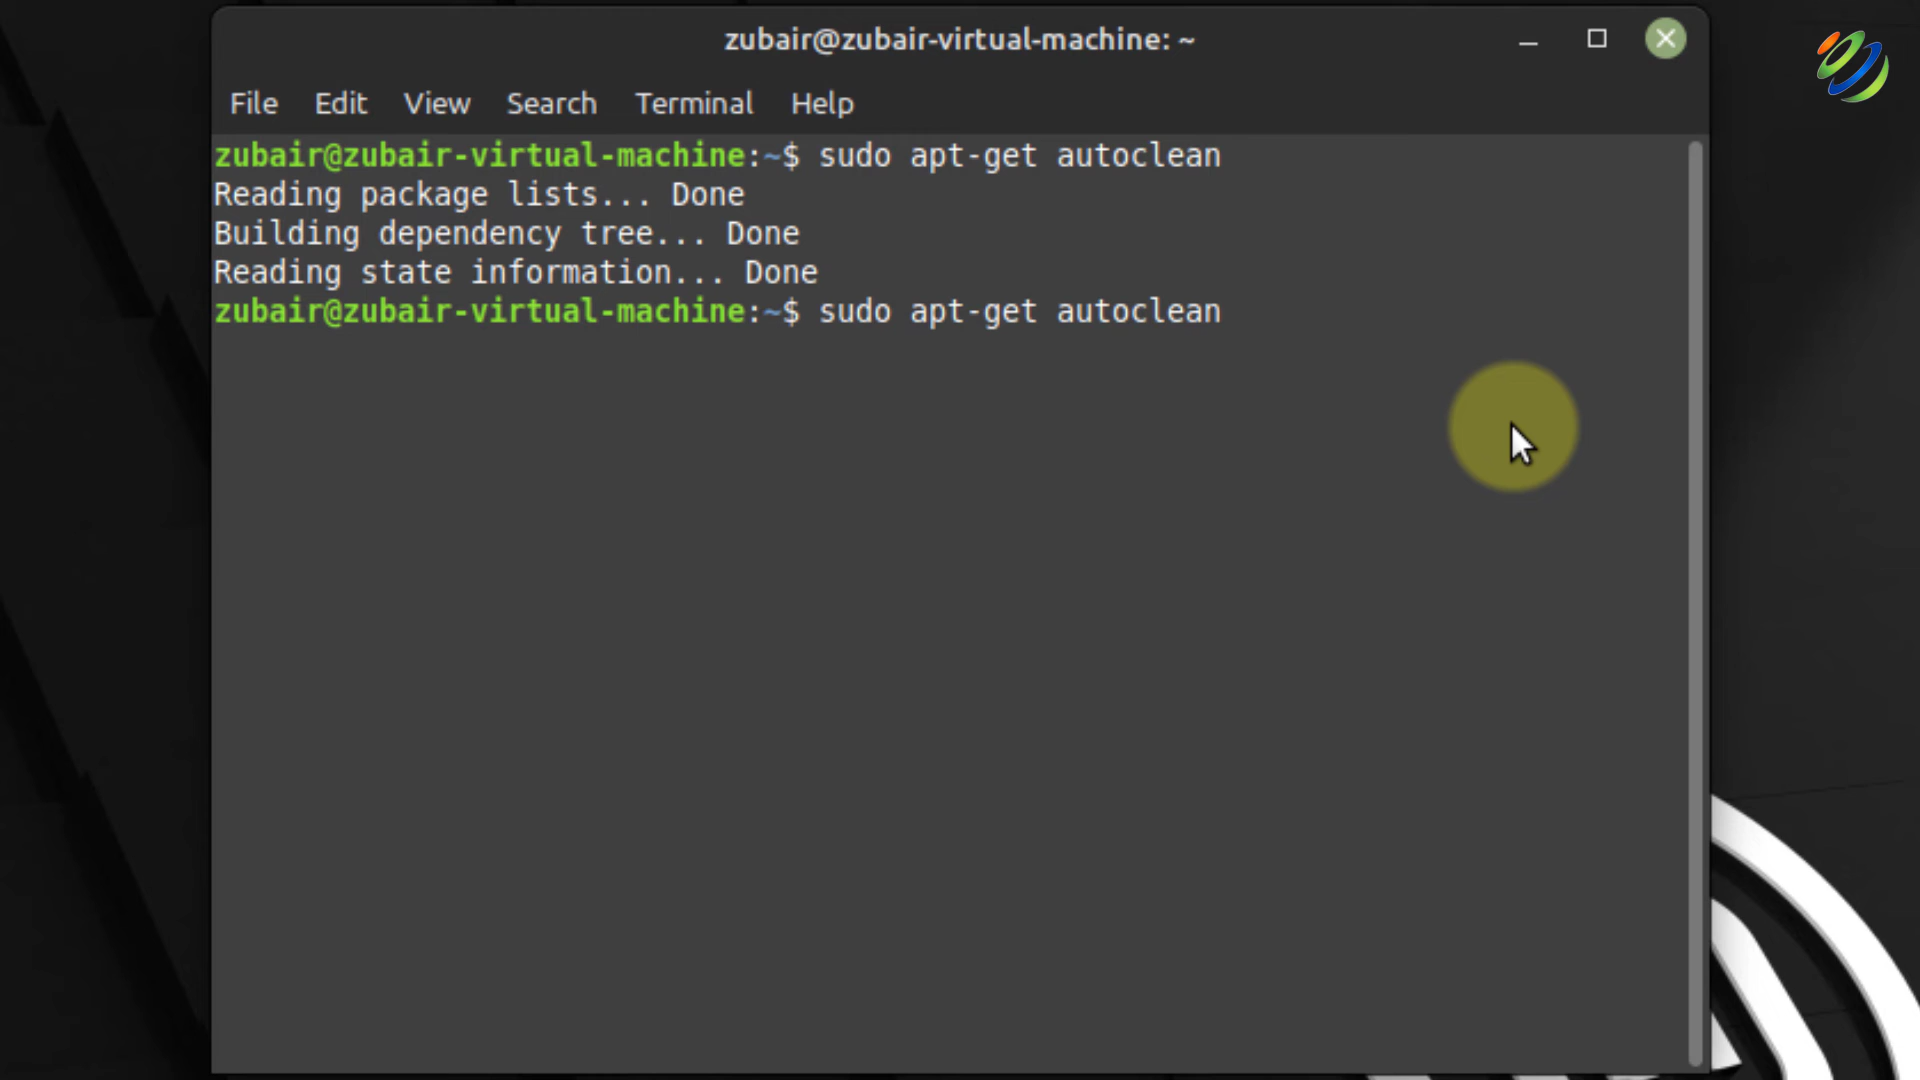 zubair@zubair-virtual-machine: ~
File Edit View Search Terminal Help
zubair@zubair-virtual-machine:~$ sudo apt-get autoclean
Reading package lists... Done
Building dependency tree... Done
Reading state information... Done
zubair@zubair-virtual-machine:~$ sudo apt-get autoclean